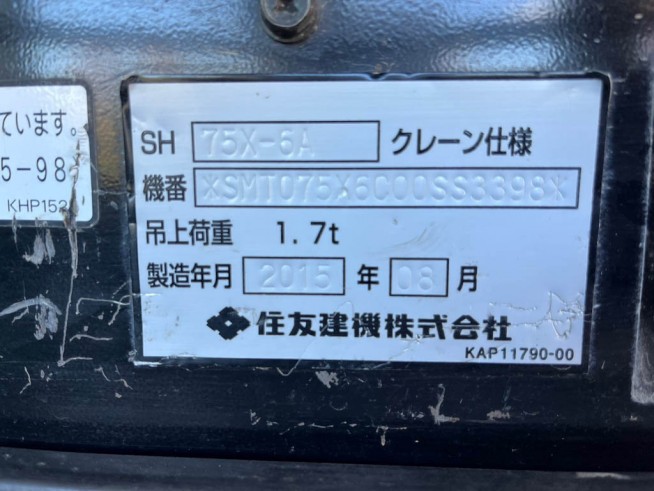 ています。
5-98
KHP152
SH 75X-6A クレーン仕様
機番 *SMT075X6C00SS3398*
吊上荷重 1.7t
製造年月 2015 年 08 月
住友建機株式会社
KAP11790-00